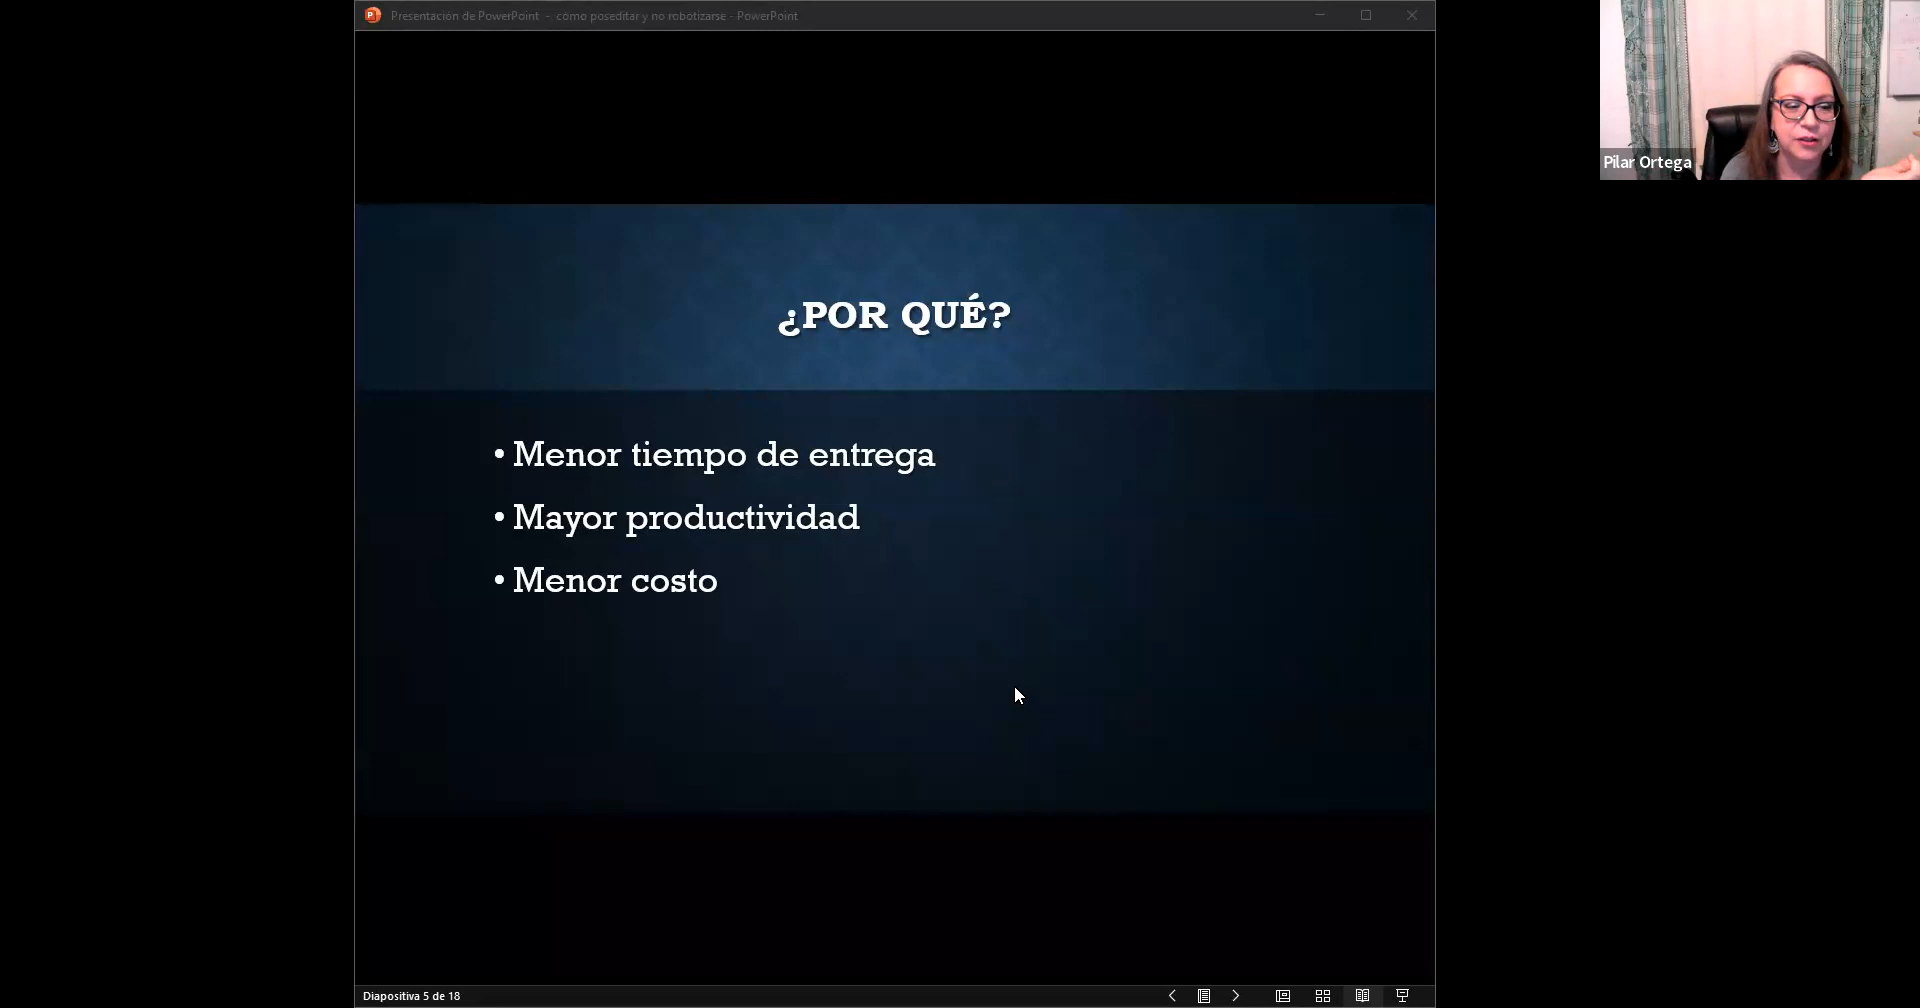 Presentación de PowerPoint - cómo poseditar y no robotizarse - PowerPoint
Pilar Ortega
¿POR QUÉ?
• Menor tiempo de entrega
• Mayor productividad
• Menor costo
Diapositiva 5 de 18